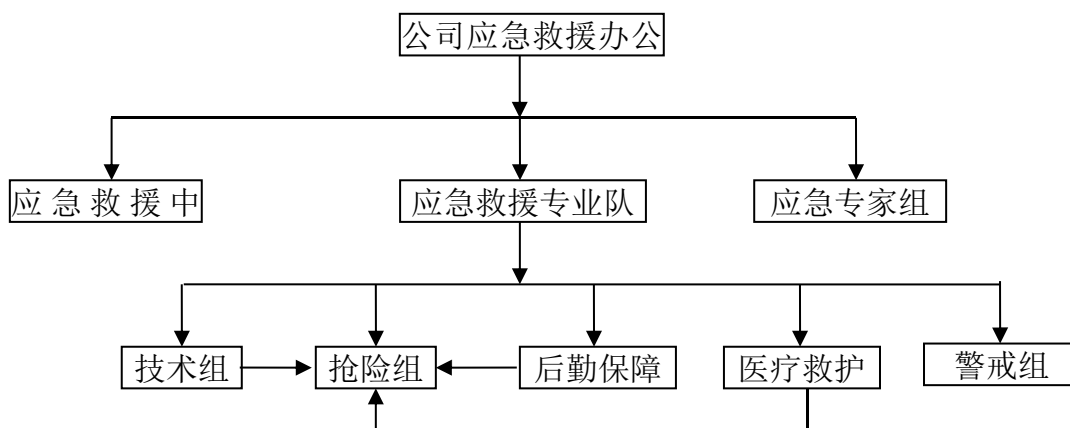 公司应急救援办公
应急救援中
应急救援专业队
应急专家组
技术组
抢险组
后勤保障
医疗救护
警戒组